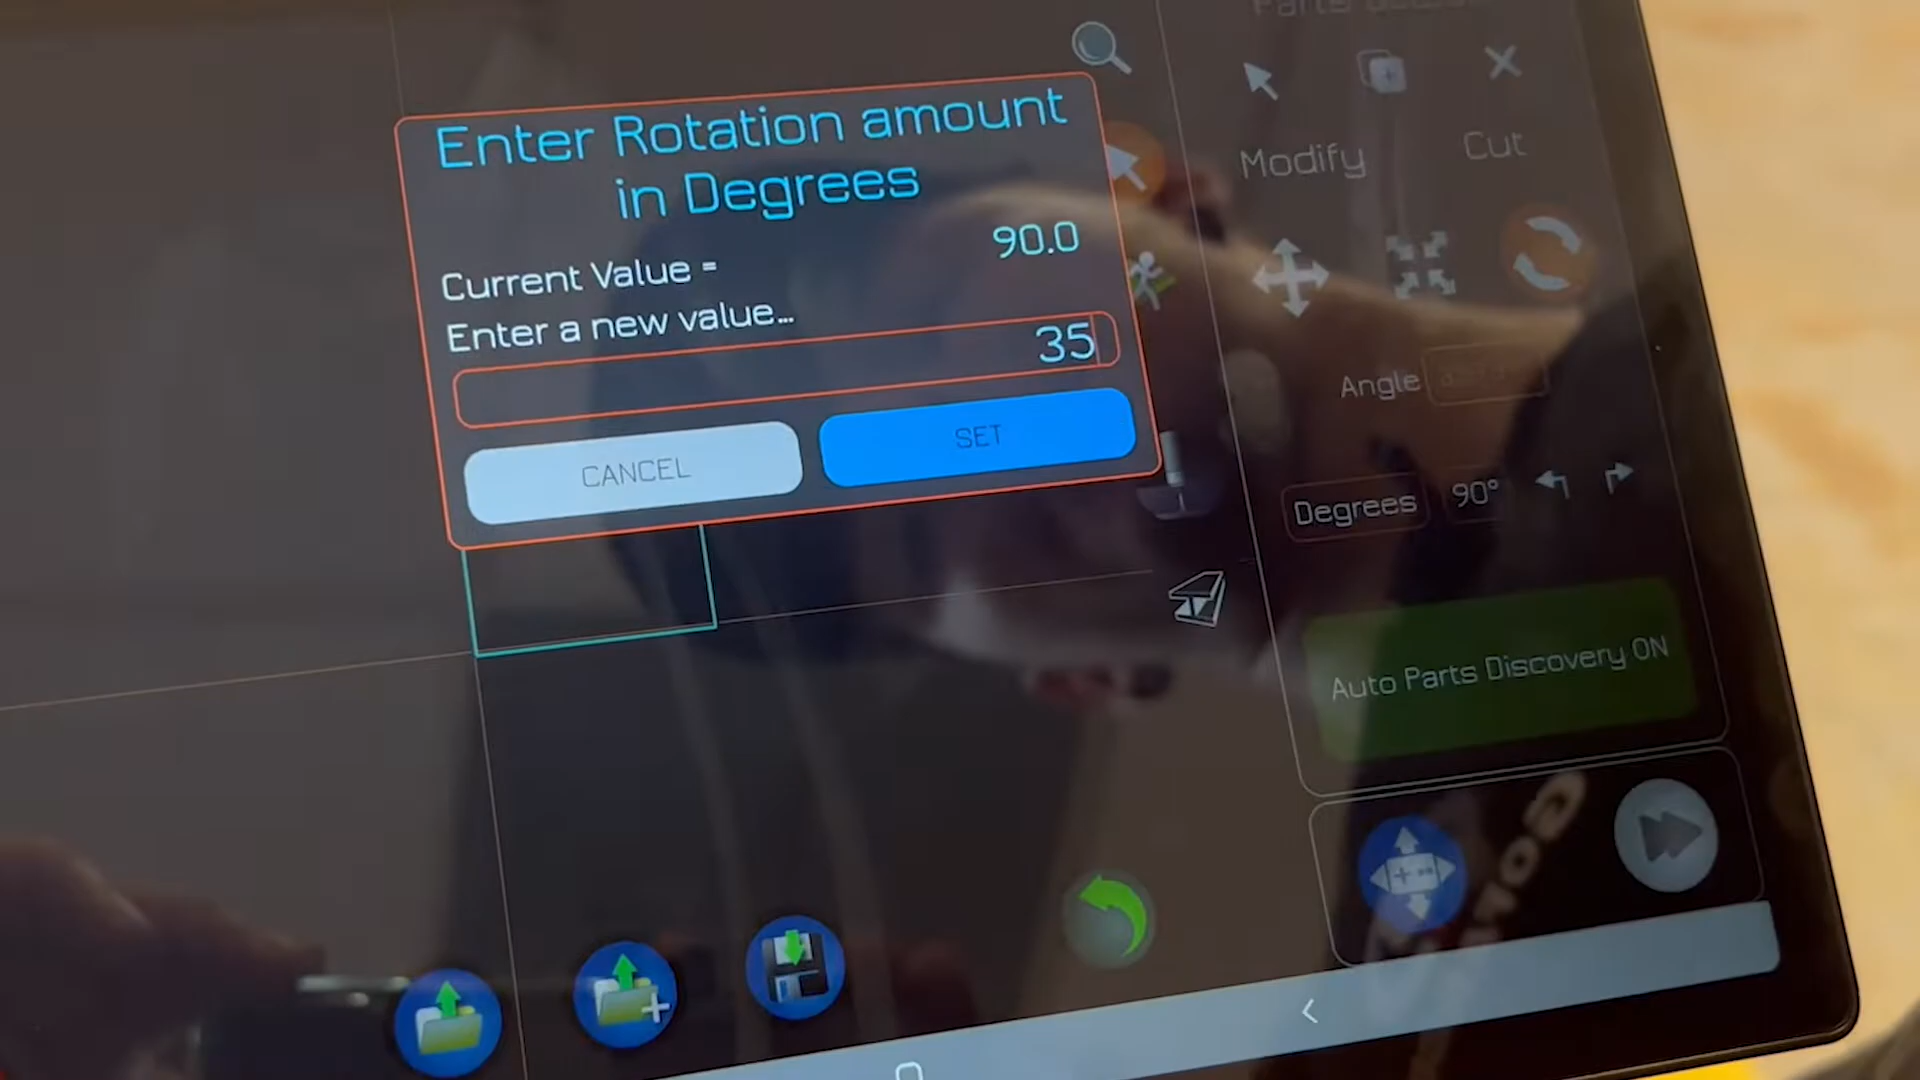 Enter Rotation amount
in Degrees
Current Value =
90.0
Enter a new value...
35
CANCEL
SET
Modify
Cut
Angle
Degrees
90°
Auto Parts Discovery ON